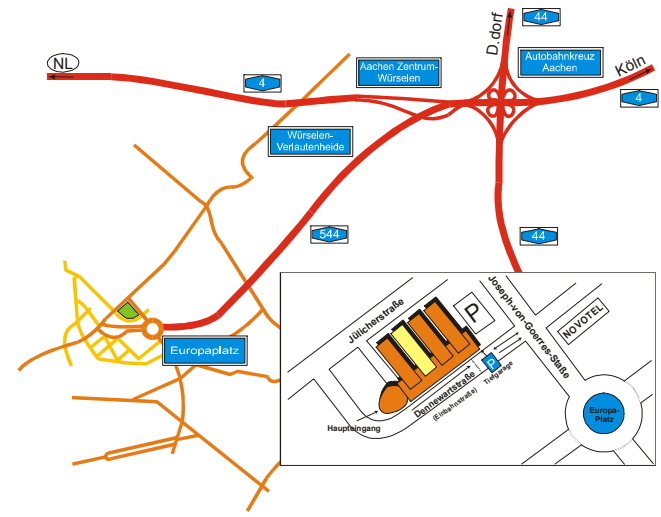 44
D.dorf
NL
4
Aachen Zentrum-
Würselen
Autobahnkreuz
Aachen
Köln
4
Würselen-
Verlautenheide
544
44
Europaplatz
Jülicherstraße
P
Joseph-von-Goerres-Staße
NOVOTEL
P
Tiefgarage
Dennewartstraße
(Einbahnstraße)
Haupteingang
Europa-
Platz